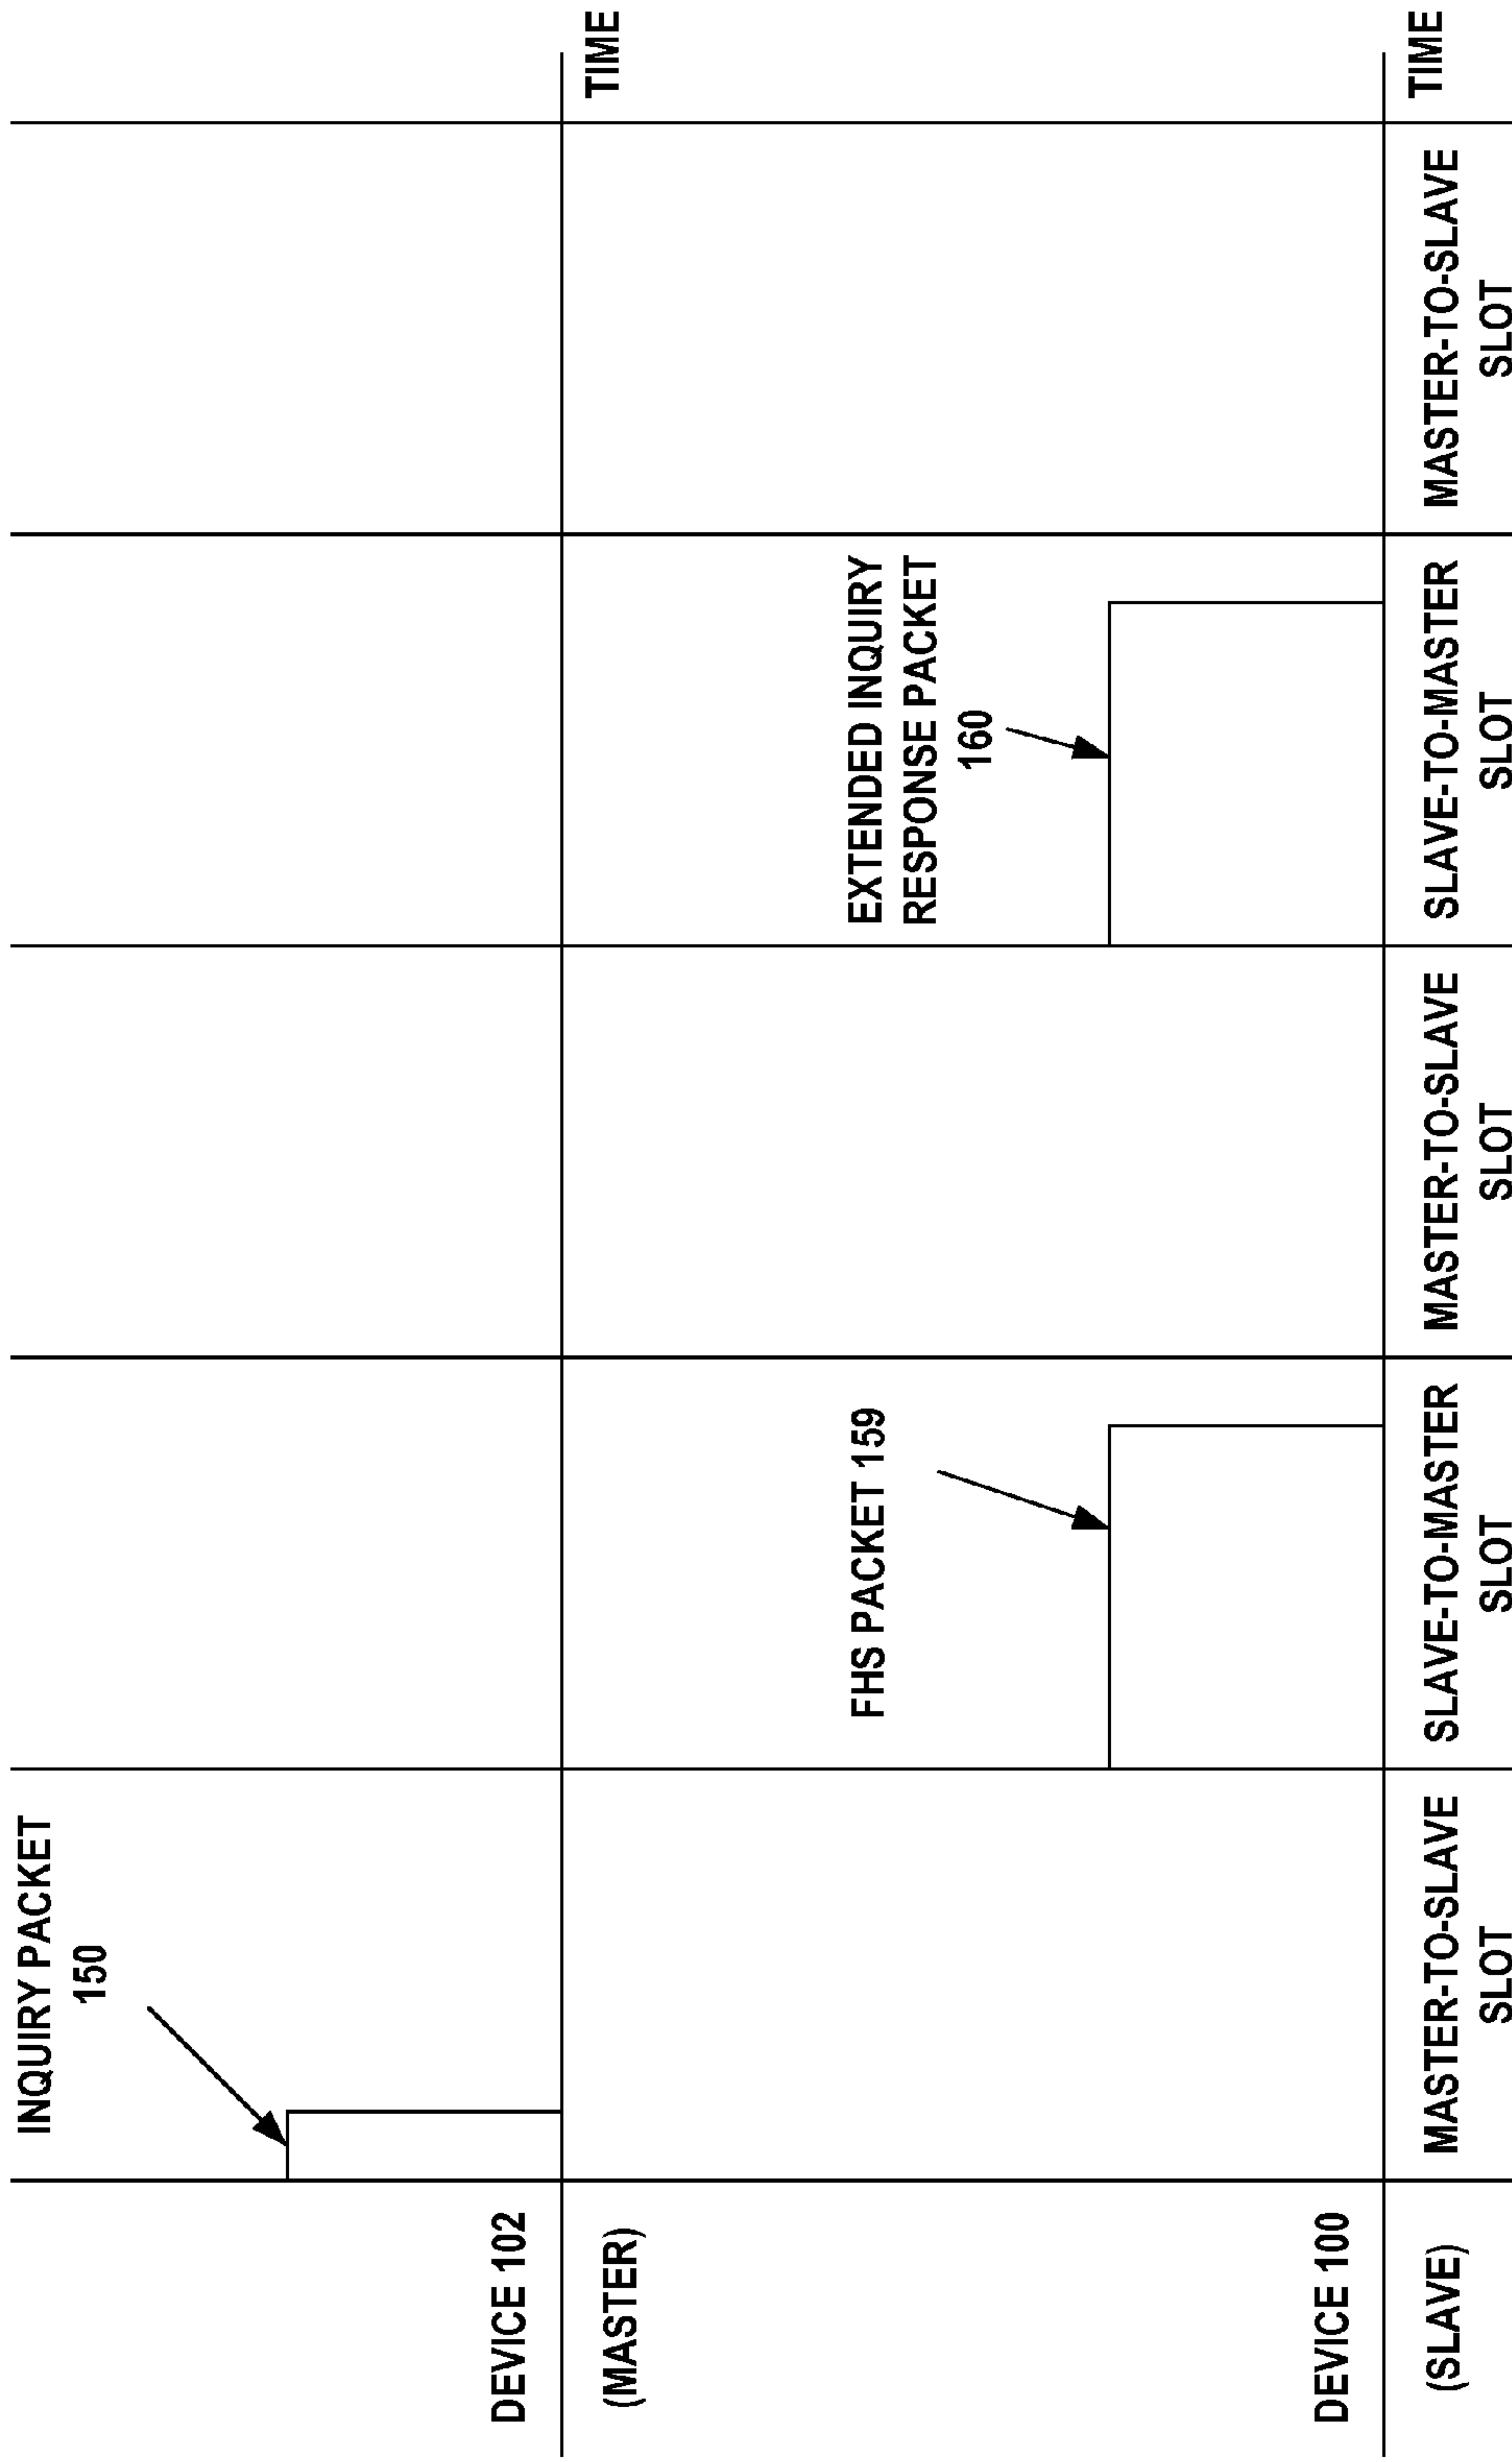 INQUIRY PACKET
150
DEVICE 102
(MASTER)
TIME
FHS PACKET 159
EXTENDED INQUIRY
RESPONSE PACKET
160
DEVICE 100
(SLAVE)
TIME
MASTER-TO-SLAVE
SLOT
SLAVE-TO-MASTER
SLOT
MASTER-TO-SLAVE
SLOT
SLAVE-TO-MASTER
SLOT
MASTER-TO-SLAVE
SLOT